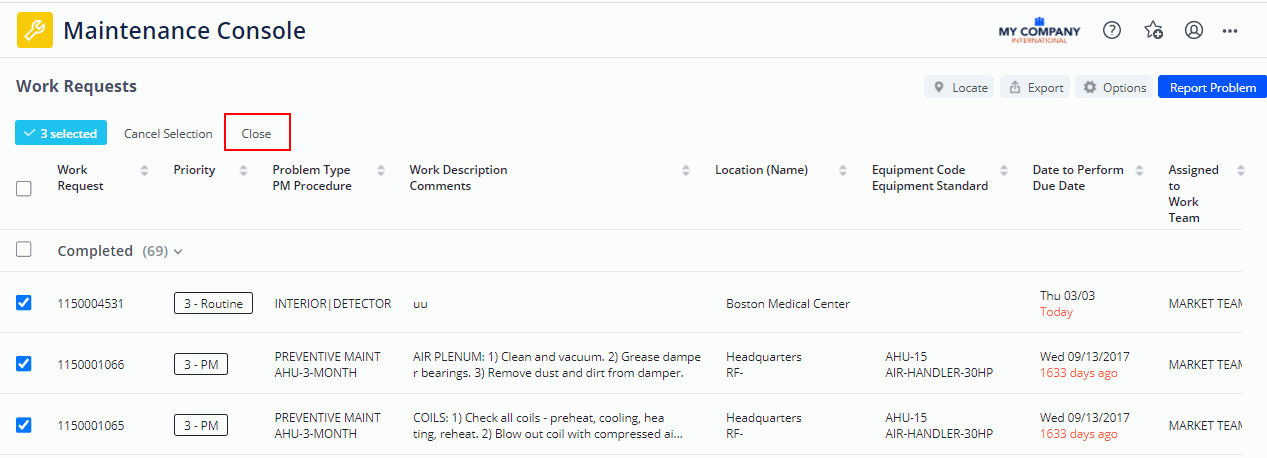 Maintenance Console
MY COMPANY
INTERNATIONAL
Work Requests
Locate
Export
Options
Report Problem
3 selected
Cancel Selection
Close
Work
Request
Priority
Problem Type
PM Procedure
Work Description
Comments
Location (Name)
Equipment Code
Equipment Standard
Date to Perform
Due Date
Assigned
to
Work
Team
Completed (69)
1150004531
3 - Routine
INTERIOR|DETECTOR
uu
Boston Medical Center
Thu 03/03
Today
MARKET TEAM
1150001066
3 - PM
PREVENTIVE MAINT
AHU-3-MONTH
AIR PLENUM: 1) Clean and vacuum. 2) Grease dampe
r bearings. 3) Remove dust and dirt from damper.
Headquarters
RF-
AHU-15
AIR-HANDLER-30HP
Wed 09/13/2017
1633 days ago
MARKET TEAM
1150001065
3 - PM
PREVENTIVE MAINT
AHU-3-MONTH
COILS: 1) Check all coils - preheat, cooling, hea
ting, reheat. 2) Blow out coil with compressed ai...
Headquarters
RF-
AHU-15
AIR-HANDLER-30HP
Wed 09/13/2017
1633 days ago
MARKET TEAM